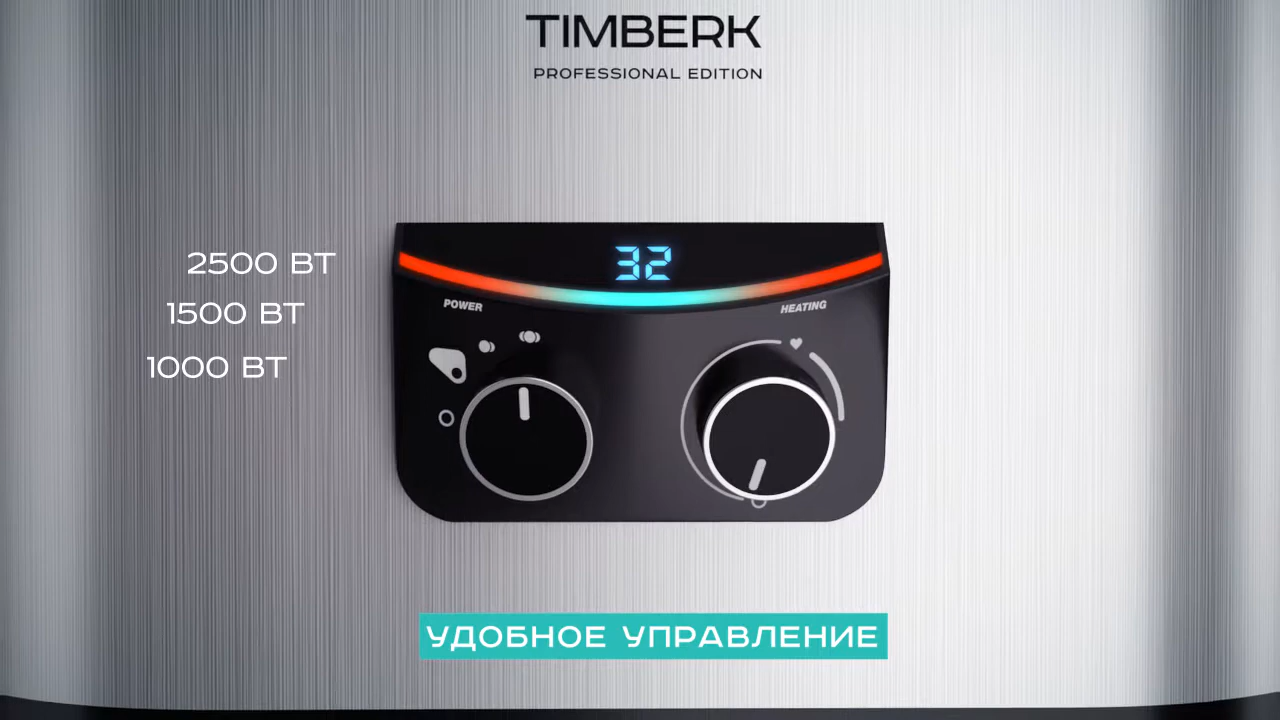 TIMBERK
PROFESSIONAL EDITION
32
POWER
HEATING
2500 ВТ
1500 ВТ
1000 ВТ
УДОБНОЕ УПРАВЛЕНИЕ